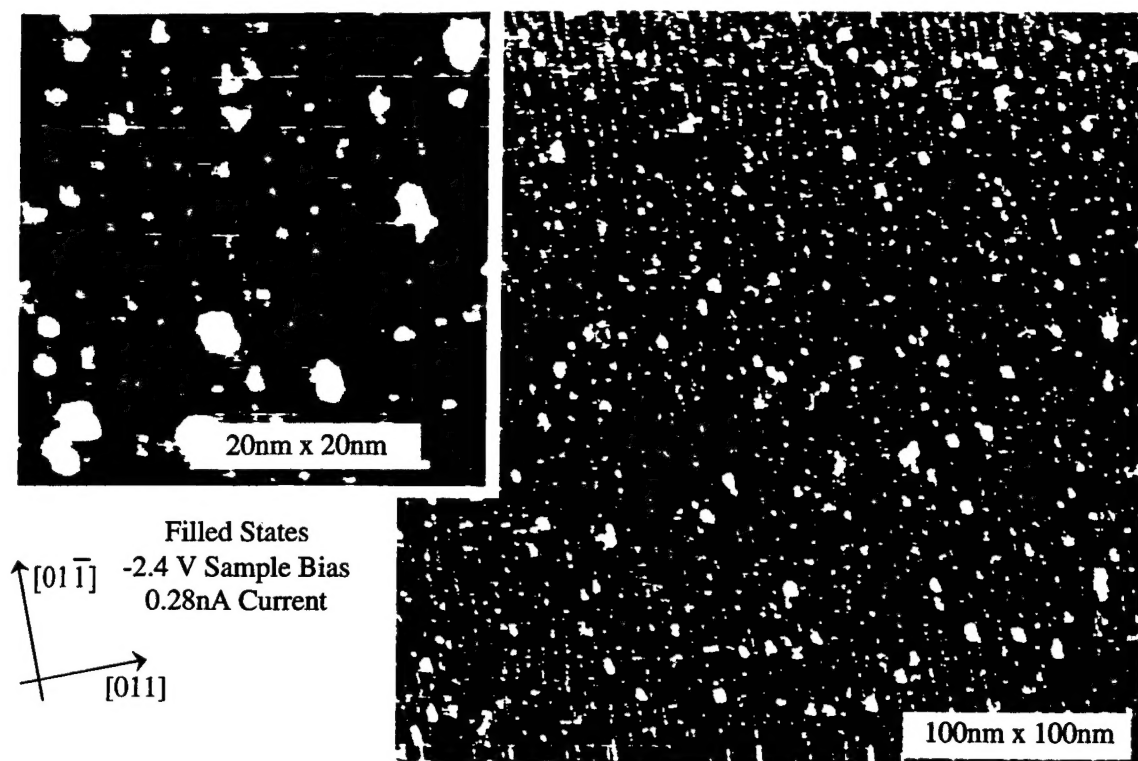 20nm x 20nm
Filled States
-2.4 V Sample Bias
0.28nA Current
[011̅]
[011]
100nm x 100nm